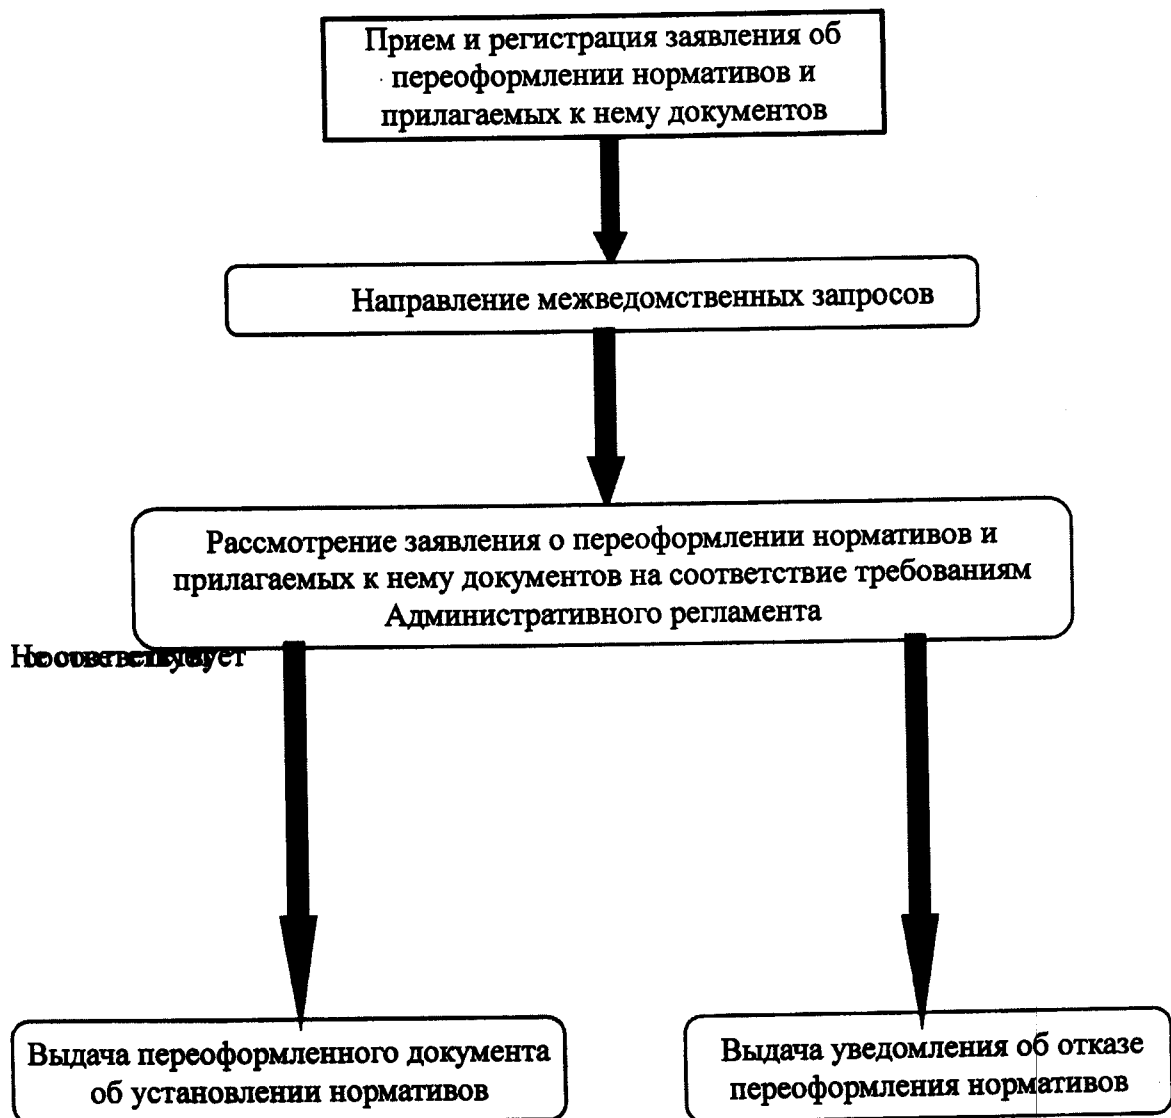 Прием и регистрация заявления об
переоформлении нормативов и
прилагаемых к нему документов
Направление межведомственных запросов
Рассмотрение заявления о переоформлении нормативов и
прилагаемых к нему документов на соответствие требованиям
Административного регламента
Выдача переоформленного документа
об установлении нормативов
Выдача уведомления об отказе
переоформления нормативов